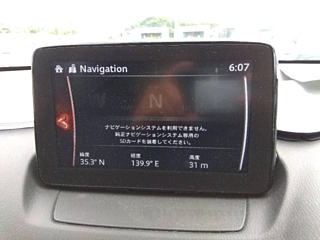 Navigation 6:07
W N E
ナビゲーションシステムを利用できません。
純正ナビゲーションシステム専用の
SDカードを装着してください。
緯度 経度 高度
35.3° N 139.9° E 31 m